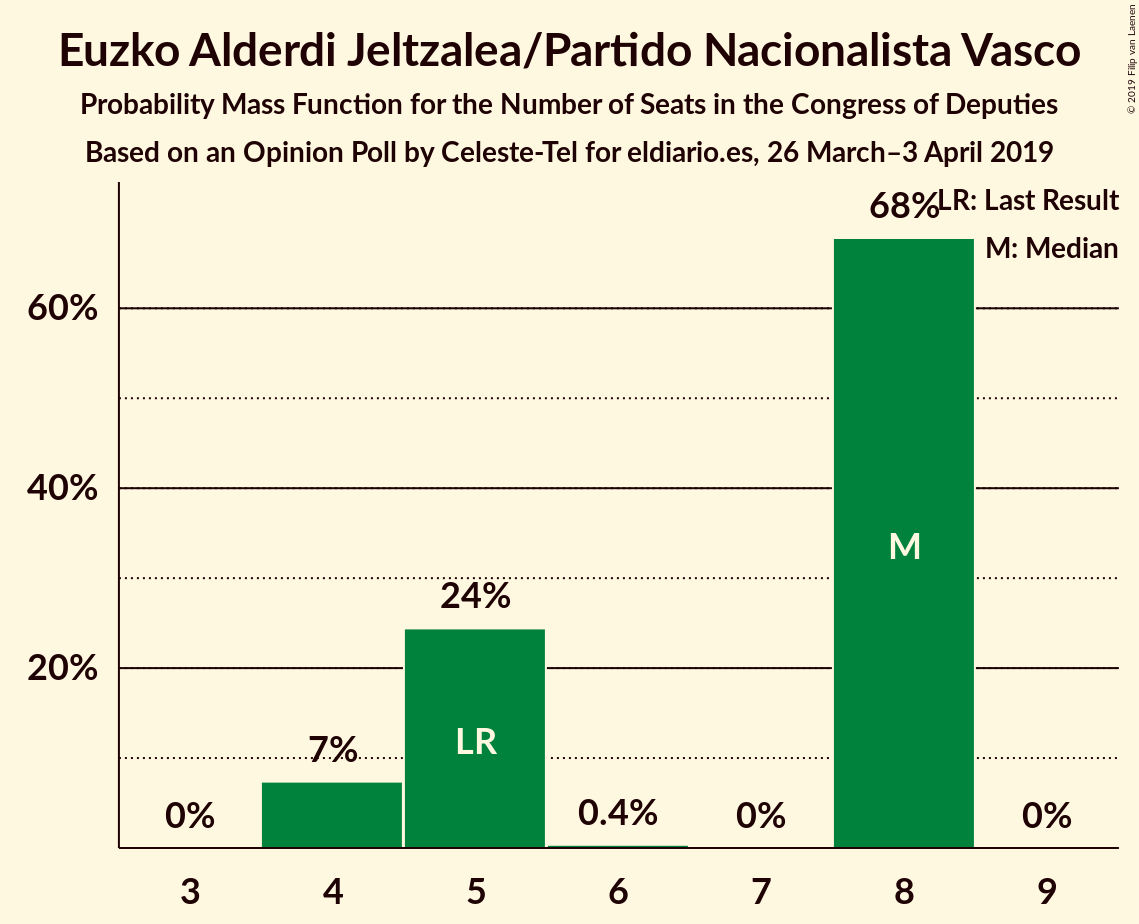 Euzko Alderdi Jeltzalea/Partido Nacionalista Vasco
Probability Mass Function for the Number of Seats in the Congress of Deputies
Based on an Opinion Poll by Celeste-Tel for eldiario.es, 26 March–3 April 2019
© 2019 Filip van Laenen
LR: Last Result
M: Median
68%
60%
40%
M
24%
20%
LR
7%
0%
0.4%
0%
0%
3 4 5 6 7 8 9